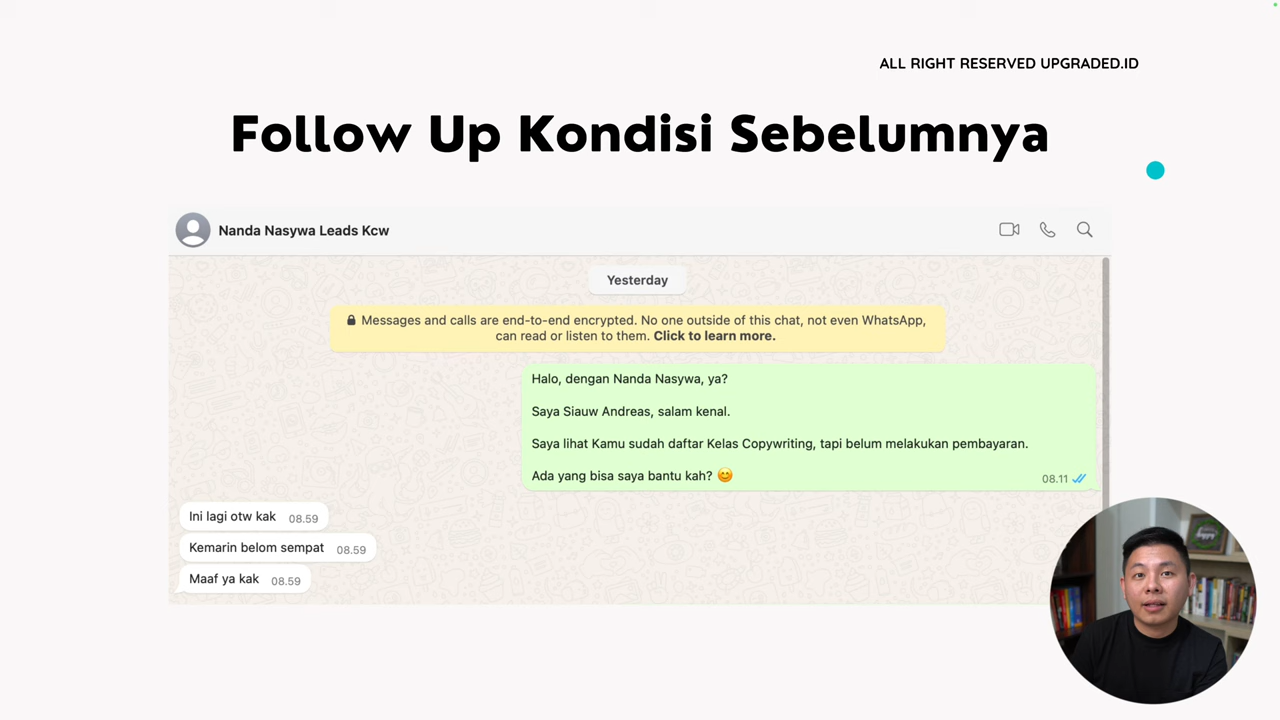 ALL RIGHT RESERVED UPGRADED.ID
Follow Up Kondisi Sebelumnya
Nanda Nasywa Leads Kcw
Yesterday
Messages and calls are end-to-end encrypted. No one outside of this chat, not even WhatsApp,
can read or listen to them. Click to learn more.
Halo, dengan Nanda Nasywa, ya?
Saya Siauw Andreas, salam kenal.
Saya lihat Kamu sudah daftar Kelas Copywriting, tapi belum melakukan pembayaran.
Ada yang bisa saya bantu kah? 😊 08.11
Ini lagi otw kak 08.59
Kemarin belom sempat 08.59
Maaf ya kak 08.59